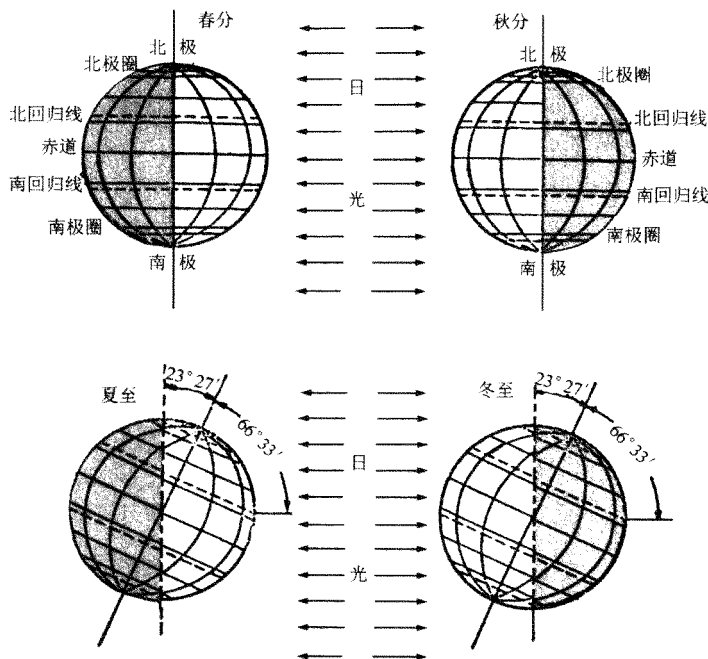 春分
北极
北极圈
北回归线
赤道
南回归线
南极圈
南极
日
光
秋分
北极
北极圈
北回归线
赤道
南回归线
南极圈
南极
夏至
23°27′
66°33′
日
光
冬至
23°27′
66°33′